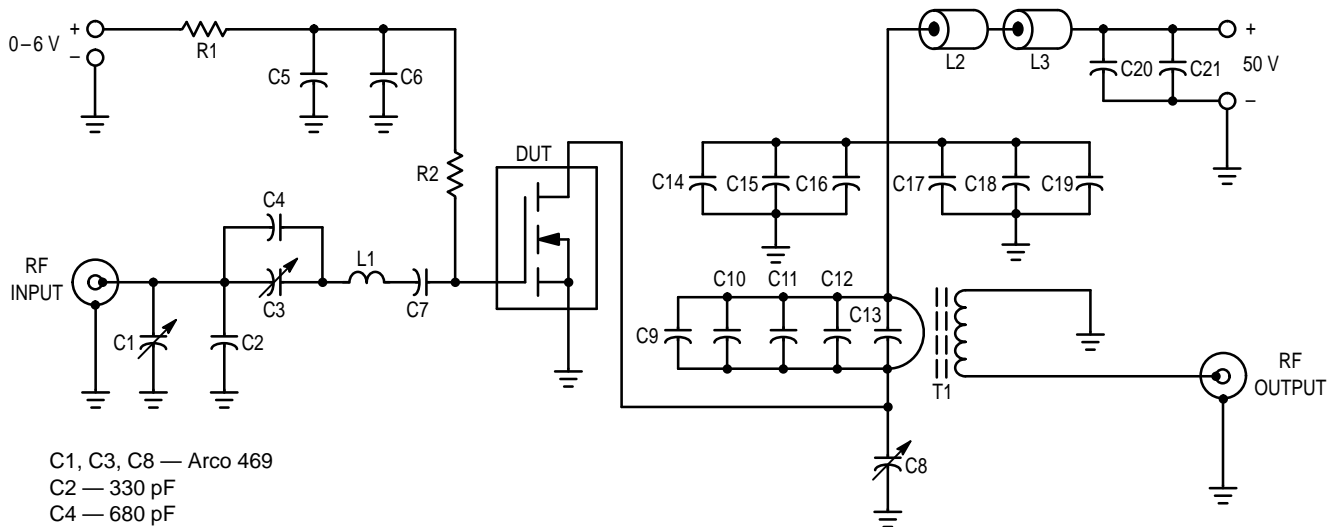 +
0–6 V
–
R1
C5
C6
L2
L3
C20
C21
+
50 V
–
R2
DUT
C14
C15
C16
C17
C18
C19
C4
RF
INPUT
L1
C3
C7
C1
C2
C10
C11
C12
C13
C9
T1
RF
OUTPUT
C8
C1, C3, C8 — Arco 469
C2 — 330 pF
C4 — 680 pF